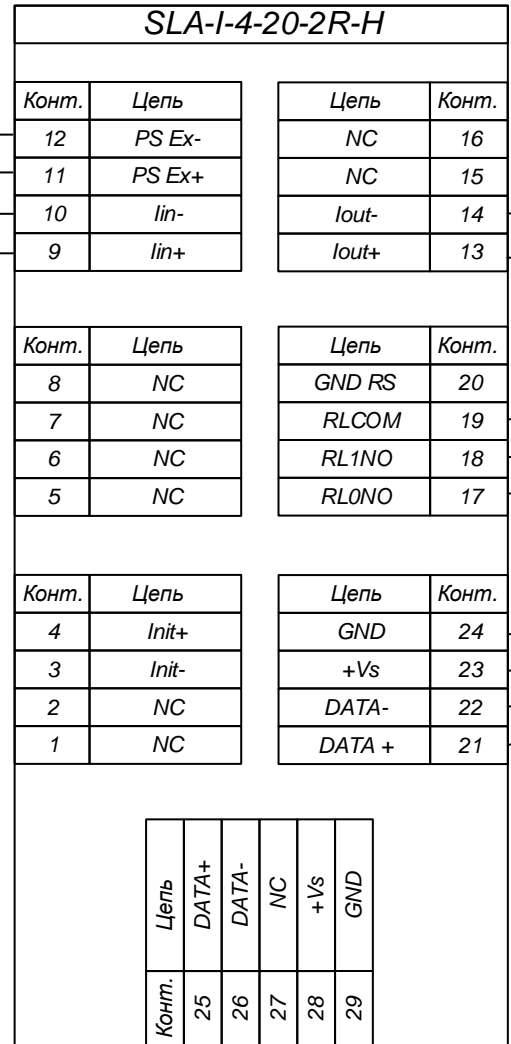 SLA-I-4-20-2R-H
Конт. Цепь
12 PS Ex-
11 PS Ex+
10 Iin-
9 Iin+
Цепь Конт.
NC 16
NC 15
Iout- 14
Iout+ 13
Конт. Цепь
8 NC
7 NC
6 NC
5 NC
Цепь Конт.
GND RS 20
RLCOM 19
RL1NO 18
RL0NO 17
Конт. Цепь
4 Init+
3 Init-
2 NC
1 NC
Цепь Конт.
GND 24
+Vs 23
DATA- 22
DATA + 21
Цепь DATA+ DATA- NC +Vs GND
Конт. 25 26 27 28 29